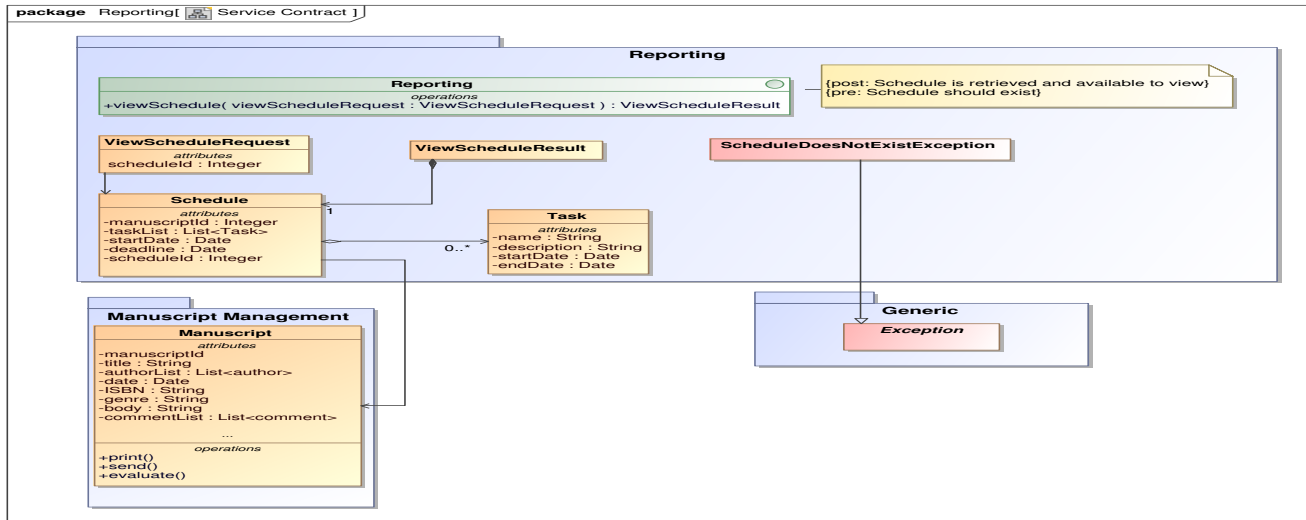 package Reporting[ Service Contract ]
Reporting
Reporting
operations
+viewSchedule( viewScheduleRequest : ViewScheduleRequest ) : ViewScheduleResult
{post: Schedule is retrieved and available to view}
{pre: Schedule should exist}
ViewScheduleRequest
attributes
scheduleId : Integer
ViewScheduleResult
ScheduleDoesNotExistException
Schedule
attributes
-manuscriptId : Integer
-taskList : List<Task>
-startDate : Date
-deadline : Date
-scheduleId : Integer
1
0..*
Task
attributes
-name : String
-description : String
-startDate : Date
-endDate : Date
Manuscript Management
Manuscript
attributes
-manuscriptId
-title : String
-authorList : List<author>
-date : Date
-ISBN : String
-genre : String
-body : String
-commentList : List<comment>
...
operations
+print()
+send()
+evaluate()
Generic
Exception